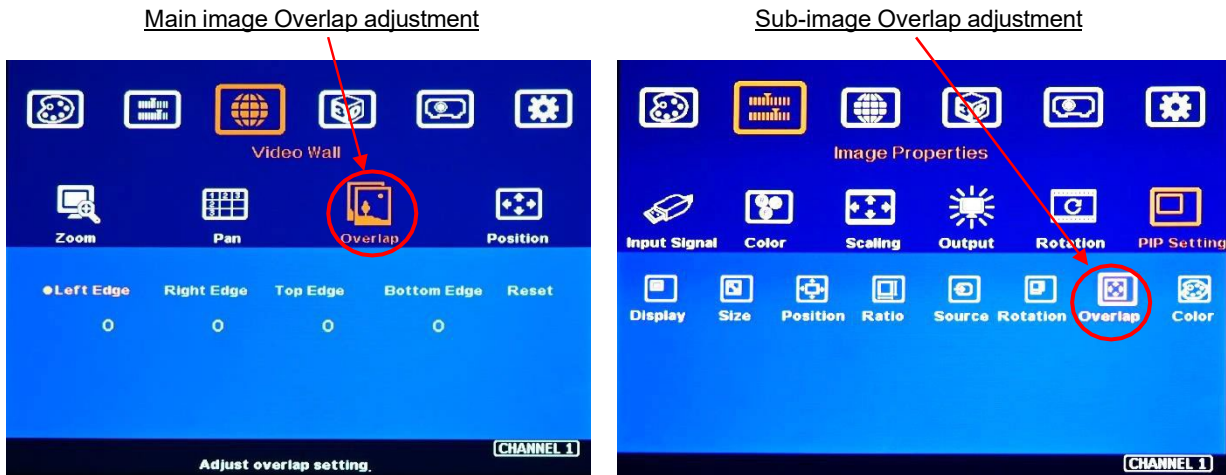 Main image Overlap adjustment
Sub-image Overlap adjustment
Video Wall
Zoom Pan Overlap Position
Left Edge Right Edge Top Edge Bottom Edge Reset
0 0 0 0
CHANNEL 1
Adjust overlap setting.
3D
Image Properties
Input Signal Color Scaling Output Rotation PIP Setting
Display Size Position Ratio Source Rotation Overlap Color
CHANNEL 1